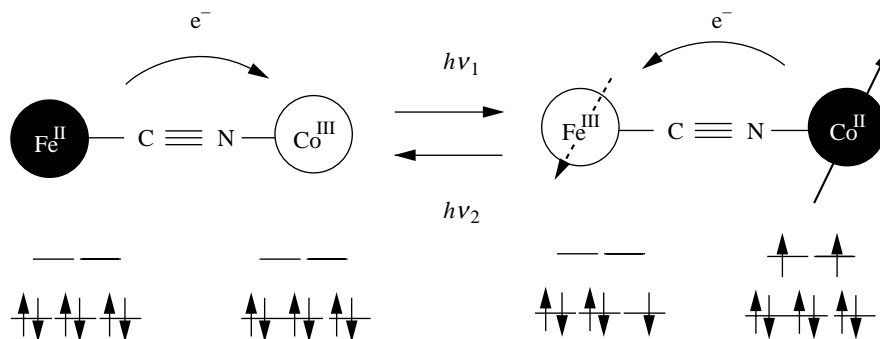 e⁻
e⁻
hν₁
Fe^II C N Co^III
Fe^III C N Co^II
hν₂